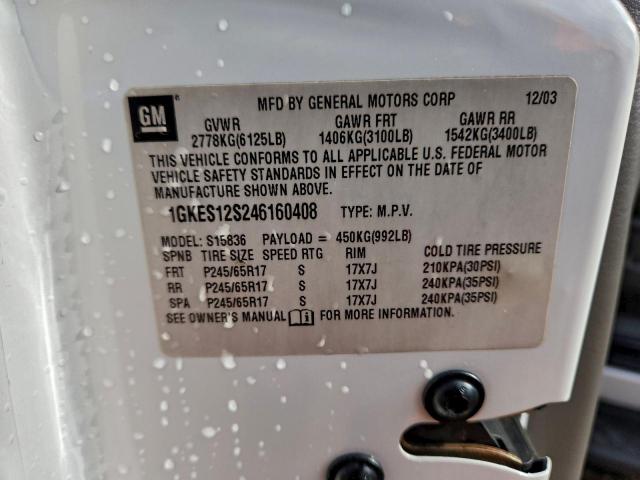 GM
MFD BY GENERAL MOTORS CORP 12/03
GVWR GAWR FRT GAWR RR
2778KG(6125LB) 1406KG(3100LB) 1542KG(3400LB)
THIS VEHICLE CONFORMS TO ALL APPLICABLE U.S. FEDERAL MOTOR
VEHICLE SAFETY STANDARDS IN EFFECT ON THE DATE OF
MANUFACTURE SHOWN ABOVE.
1GKES12S246160408 TYPE: M.P.V.
MODEL: S15836 PAYLOAD = 450KG(992LB)
SPNB TIRE SIZE SPEED RTG RIM COLD TIRE PRESSURE
FRT P245/65R17 S 17X7J 210KPA(30PSI)
RR P245/65R17 S 17X7J 240KPA(35PSI)
SPA P245/65R17 S 17X7J 240KPA(35PSI)
SEE OWNER'S MANUAL FOR MORE INFORMATION.